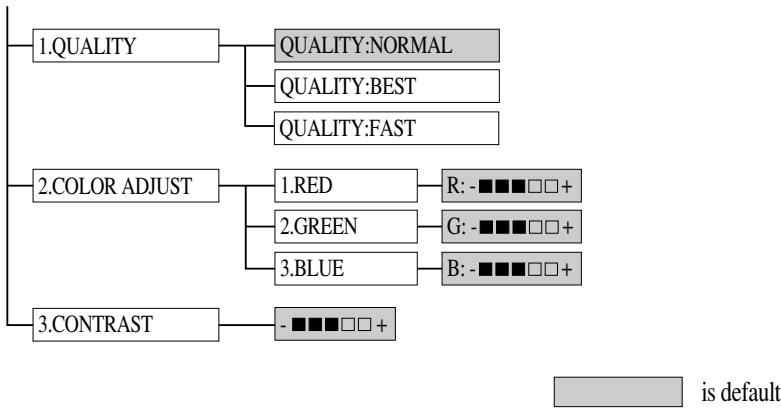 1.QUALITY
QUALITY:NORMAL
QUALITY:BEST
QUALITY:FAST
2.COLOR ADJUST
1.RED
R: -■■■□□+
2.GREEN
G: -■■■□□+
3.BLUE
B: -■■■□□+
3.CONTRAST
- ■■■□□ +
is default